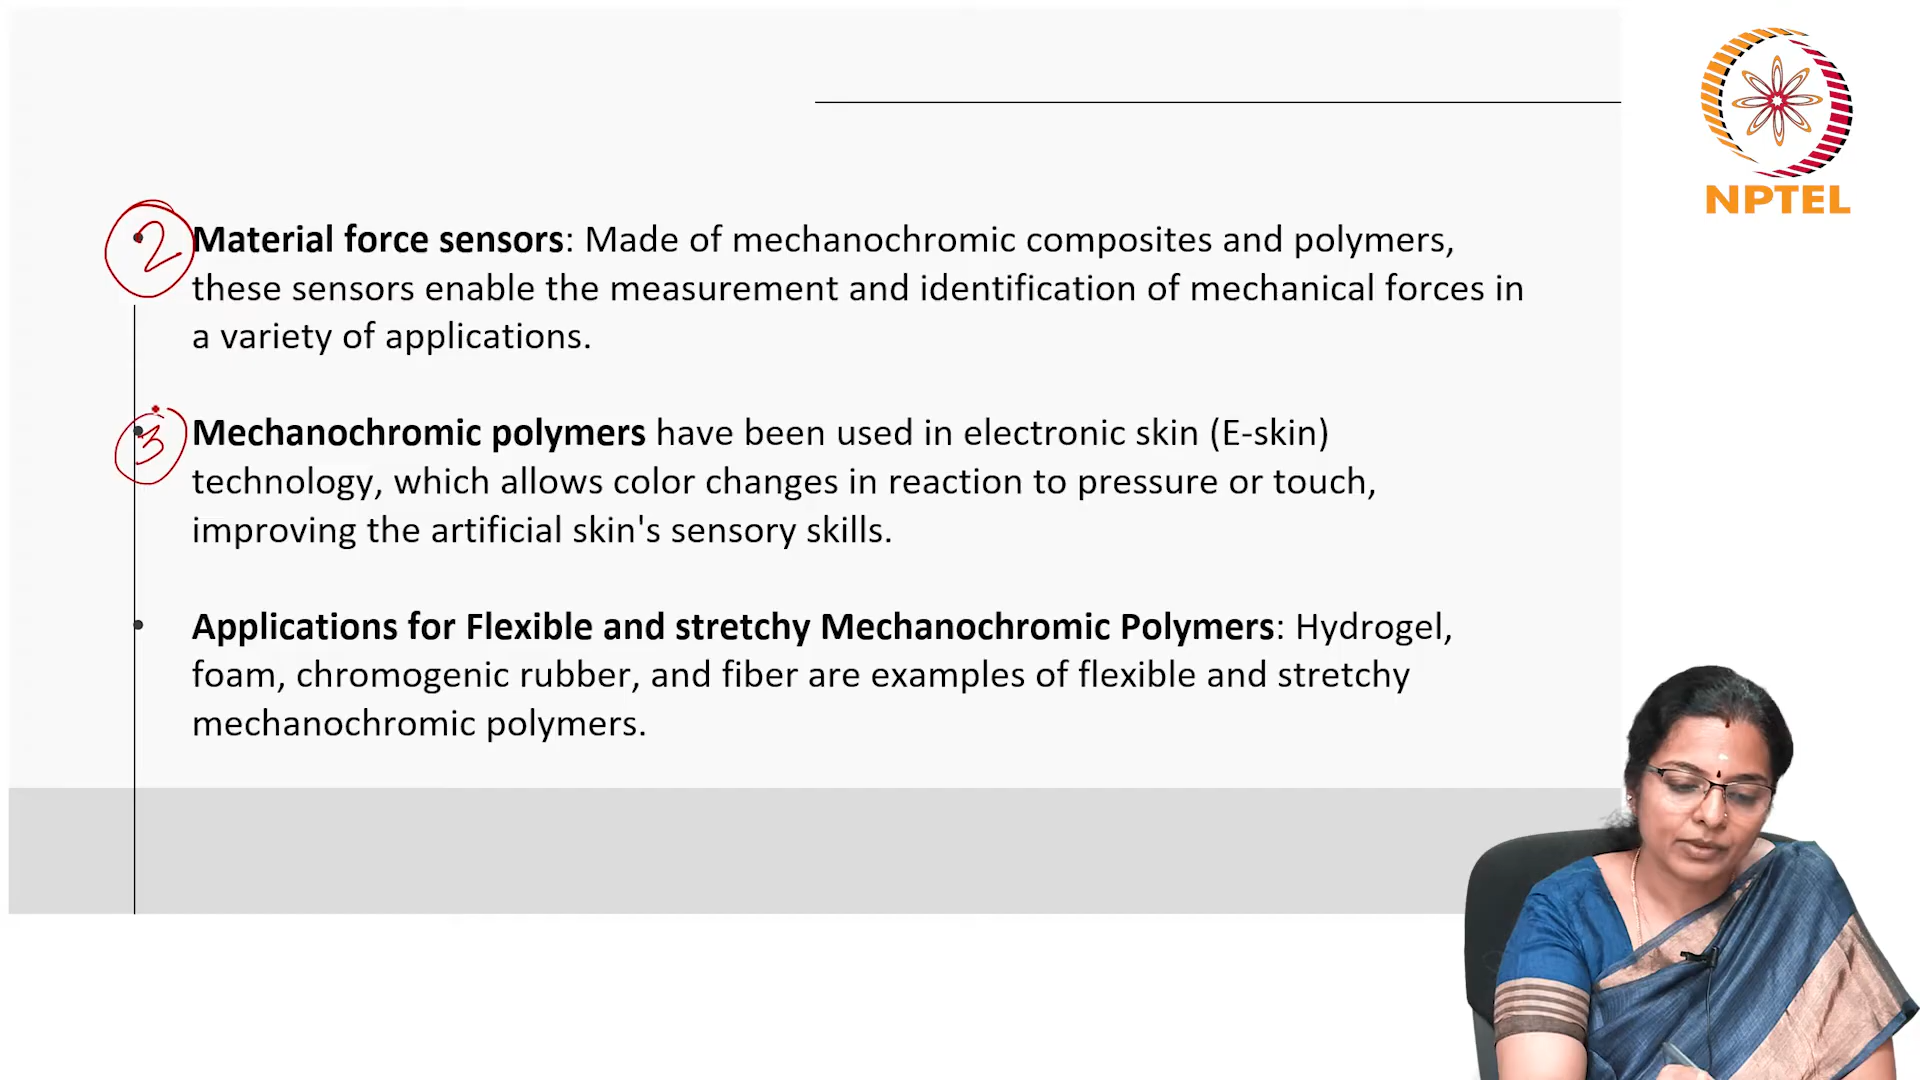 NPTEL
2 Material force sensors: Made of mechanochromic composites and polymers,
these sensors enable the measurement and identification of mechanical forces in
a variety of applications.
3 Mechanochromic polymers have been used in electronic skin (E-skin)
technology, which allows color changes in reaction to pressure or touch,
improving the artificial skin's sensory skills.
• Applications for Flexible and stretchy Mechanochromic Polymers: Hydrogel,
foam, chromogenic rubber, and fiber are examples of flexible and stretchy
mechanochromic polymers.